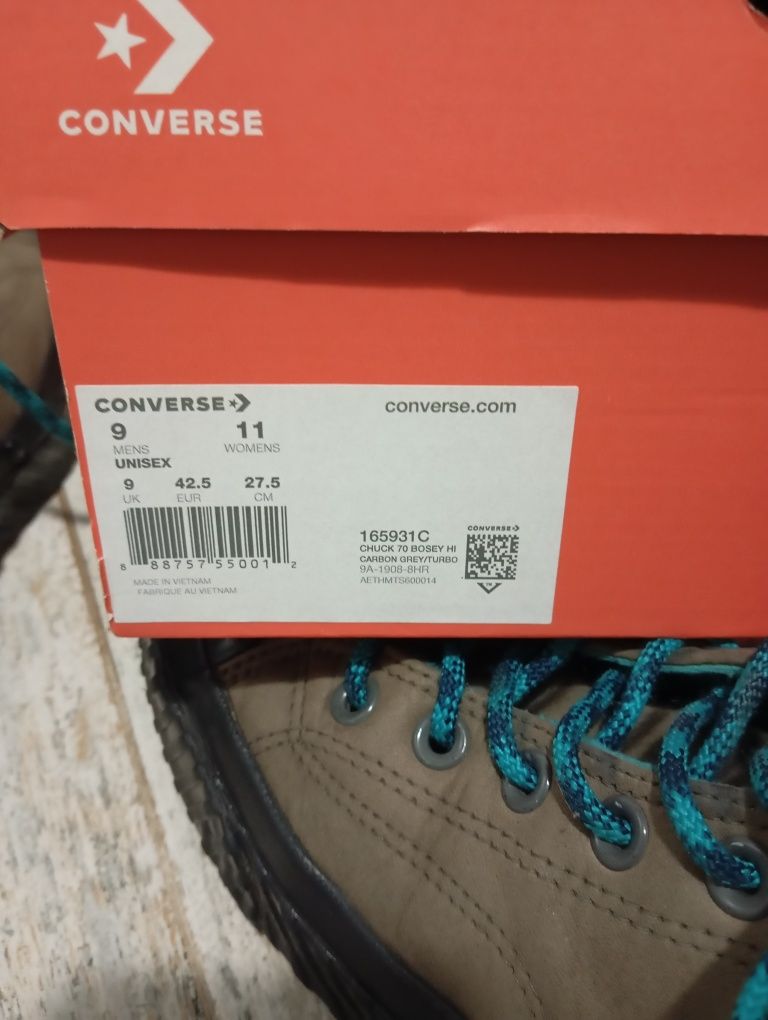 CONVERSE
CONVERSE
converse.com
9 11
MENS WOMENS
UNISEX
9 42.5 27.5
UK EUR CM
8 88757 55001 2
MADE IN VIETNAM
FABRIQUE AU VIETNAM
165931C
CHUCK 70 BOSEY HI
CARBON GREY/TURBO
9A-1908-8HR
AETHMTS600014
CONVERSE